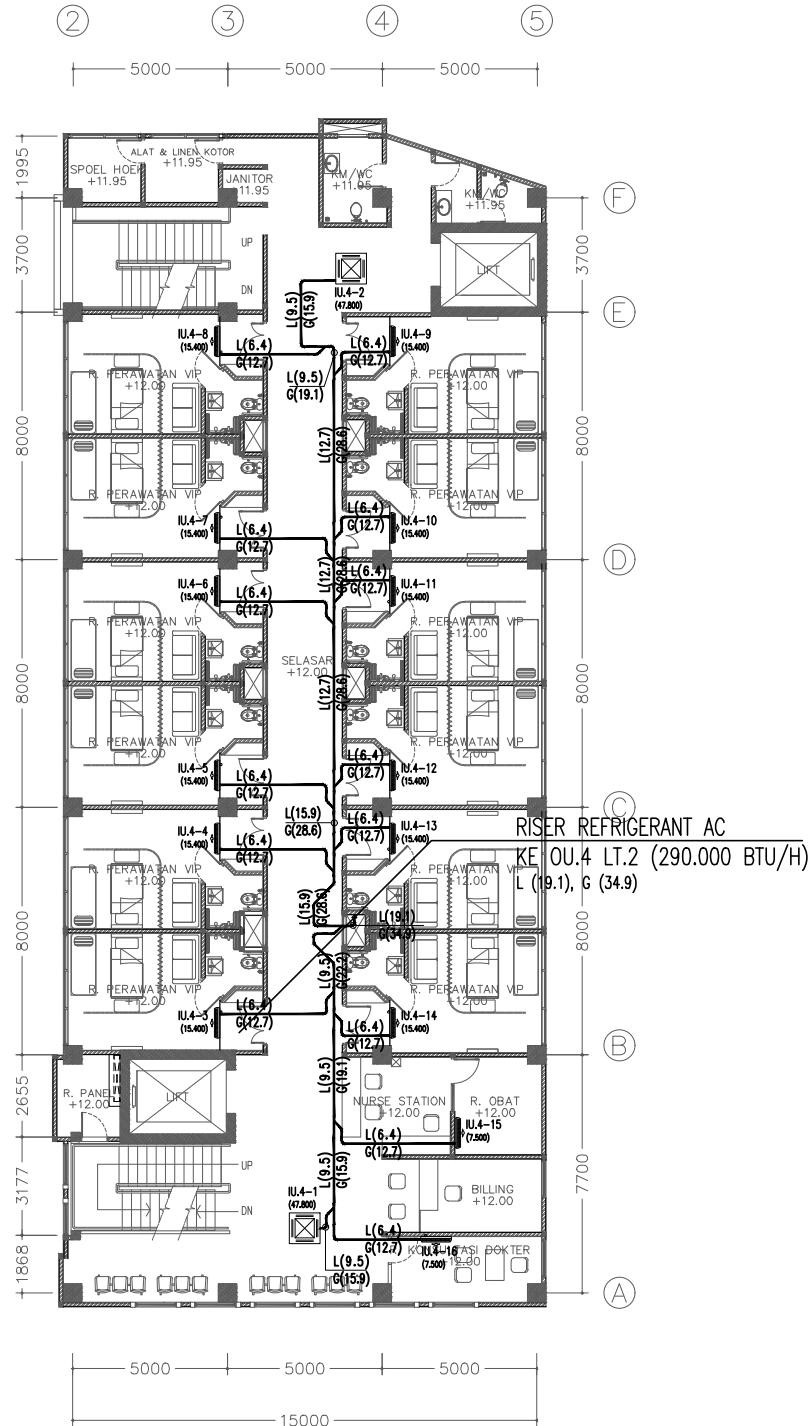 2
3
4
5
5000
5000
5000
ALAT & LINEN KOTOR
+11.95
SPOEL HOEK
+11.95
JANITOR
+11.95
KM/WC
+11.95
KM/WC
+11.95
1995
F
3700
UP
DN
LIFT
3700
IU.4-2
(47.800)
L(9.5)
G(15.9)
E
IU.4-8
(15.400)
L(6.4)
G(12.7)
L(6.4)
G(12.7)
IU.4-9
(15.400)
R. PERAWATAN VIP
+12.00
L(9.5)
G(19.1)
R. PERAWATAN VIP
+12.00
8000
L(12.7)
G(28.6)
8000
R. PERAWATAN VIP
+12.00
R. PERAWATAN VIP
+12.00
IU.4-7
(15.400)
L(6.4)
G(12.7)
L(6.4)
G(12.7)
IU.4-10
(15.400)
D
IU.4-6
(15.400)
L(6.4)
G(12.7)
L(12.7)
G(28.6)
L(6.4)
G(12.7)
IU.4-11
(15.400)
R. PERAWATAN VIP
+12.00
R. PERAWATAN VIP
+12.00
SELASAR
+12.00
8000
L(12.7)
G(28.6)
8000
R. PERAWATAN VIP
+12.00
R. PERAWATAN VIP
+12.00
IU.4-5
(15.400)
L(6.4)
G(12.7)
L(6.4)
G(12.7)
IU.4-12
(15.400)
C
L(15.9)
G(28.6)
IU.4-4
(15.400)
L(6.4)
G(12.7)
L(6.4)
G(12.7)
IU.4-13
(15.400)
RISER REFRIGERANT AC
KE OU.4 LT.2 (290.000 BTU/H)
L (19.1), G (34.9)
R. PERAWATAN VIP
+12.00
R. PERAWATAN VIP
+12.00
L(15.9)
G(28.6)
L(19.1)
G(34.9)
8000
8000
L(9.5)
G(22.2)
R. PERAWATAN VIP
+12.00
R. PERAWATAN VIP
+12.00
IU.4-3
(15.400)
L(6.4)
G(12.7)
L(6.4)
G(12.7)
IU.4-14
(15.400)
B
2655
R. PANEL
+12.00
LIFT
L(9.5)
G(19.1)
NURSE STATION
+12.00
R. OBAT
+12.00
IU.4-15
(7.500)
L(6.4)
G(12.7)
3177
UP
DN
L(9.5)
G(15.9)
IU.4-1
(47.800)
BILLING
+12.00
7700
L(6.4)
G(12.7)
IU.4-16
(7.500)
DOKTER
12.00
L(9.5)
G(15.9)
1868
A
5000
5000
5000
15000